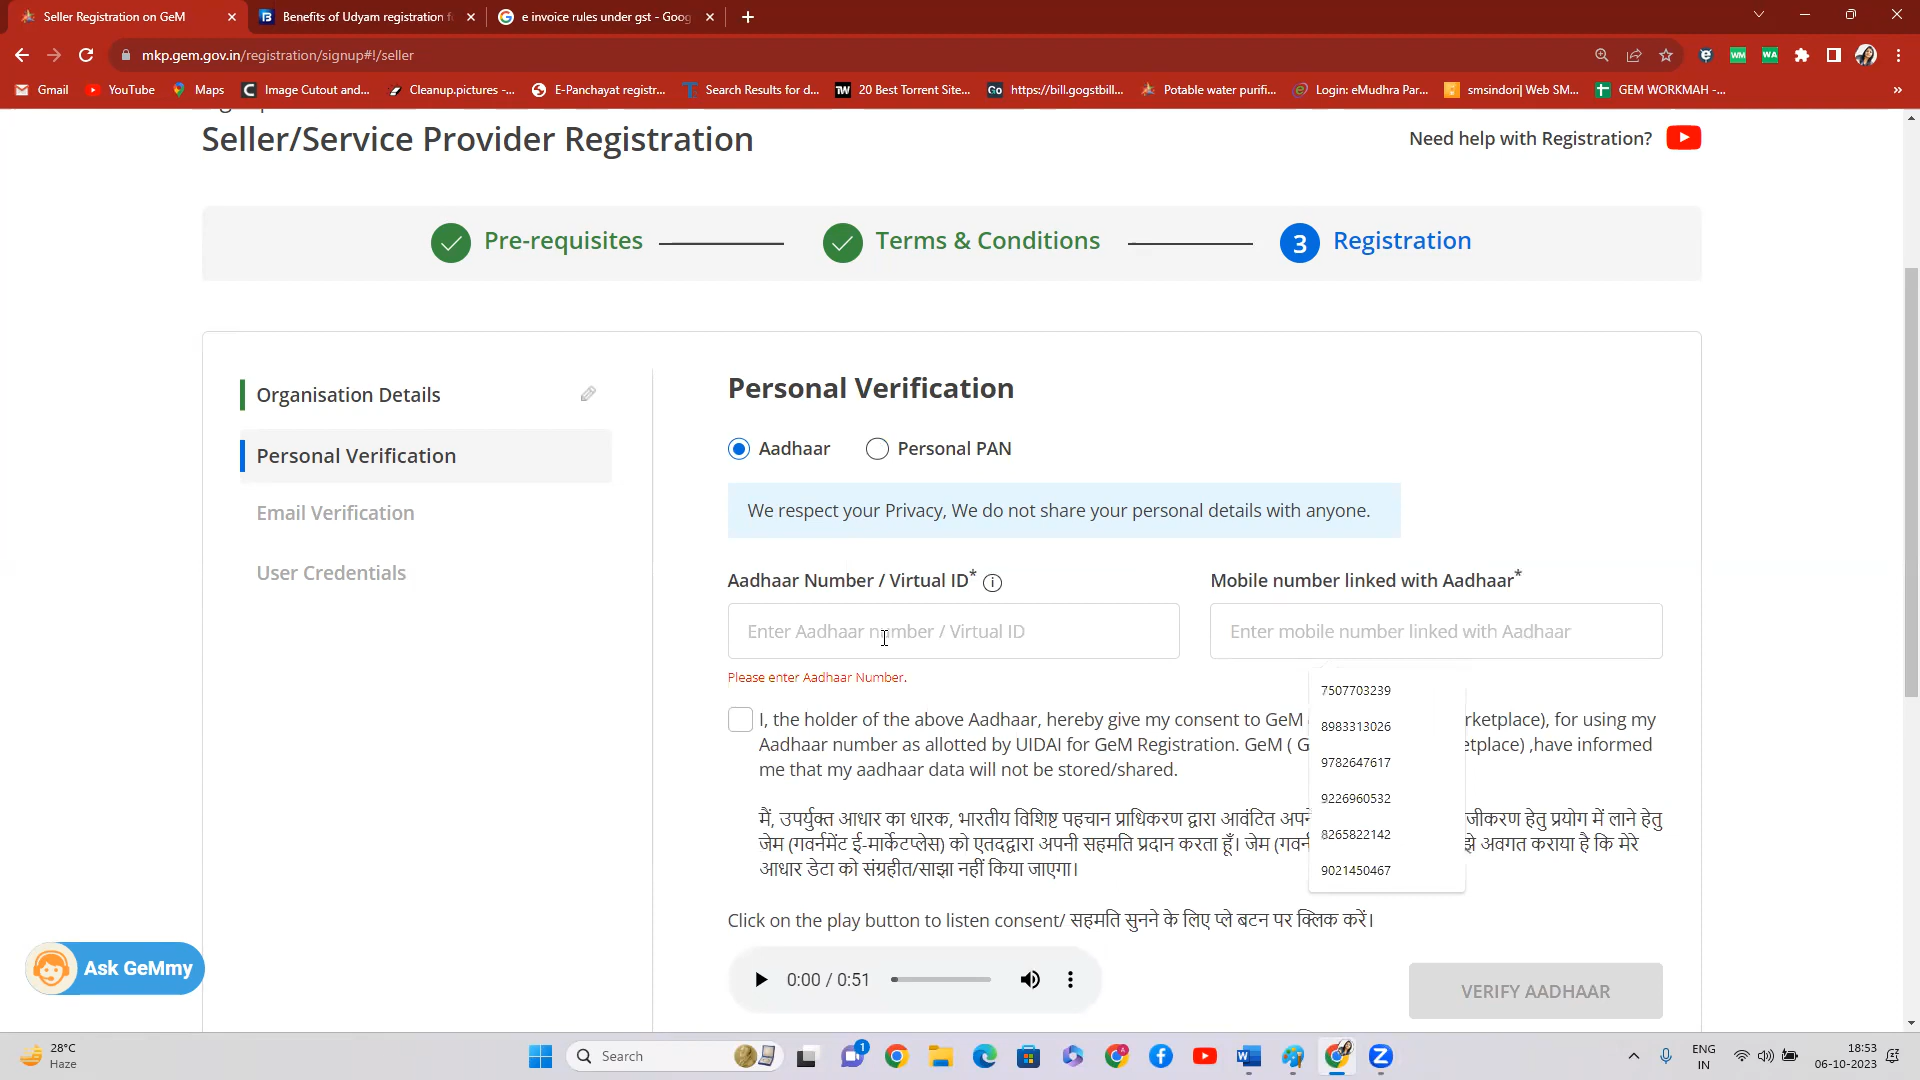 Seller Registration on GeM
Benefits of Udyam registration f
e invoice rules under gst - Goog
mkp.gem.gov.in/registration/signup#!/seller
Gmail
YouTube
Maps
Image Cutout and...
Cleanup.pictures -...
E-Panchayat registr...
Search Results for d...
20 Best Torrent Site...
https://bill.gogstbill...
Potable water purifi...
Login: eMudhra Par...
smsindori| Web SM...
GEM WORKMAH -...
»
Seller/Service Provider Registration
Need help with Registration?
Pre-requisites
Terms & Conditions
3 Registration
Organisation Details
Personal Verification
Email Verification
User Credentials
Personal Verification
Aadhaar
Personal PAN
We respect your Privacy, We do not share your personal details with anyone.
Aadhaar Number / Virtual ID*
Mobile number linked with Aadhaar*
Enter Aadhaar number / Virtual ID
Enter mobile number linked with Aadhaar
Please enter Aadhaar Number.
7507703239
8983313026
9782647617
9226960532
8265822142
9021450467
I, the holder of the above Aadhaar, hereby give my consent to GeM rketplace), for using my
Aadhaar number as allotted by UIDAI for GeM Registration. GeM ( G etplace) ,have informed
me that my aadhaar data will not be stored/shared.
मैं, उपर्युक्त आधार का धारक, भारतीय विशिष्ट पहचान प्राधिकरण द्वारा आवंटित अपने जीकरण हेतु प्रयोग में लाने हेतु
जेम (गवर्नमेंट ई-मार्केटप्लेस) को एतदद्वारा अपनी सहमति प्रदान करता हूँ। जेम (गवर्न झे अवगत कराया है कि मेरे
आधार डेटा को संग्रहीत/साझा नहीं किया जाएगा।
Click on the play button to listen consent/ सहमति सुनने के लिए प्ले बटन पर क्लिक करें।
0:00 / 0:51
VERIFY AADHAAR
Ask GeMmy
28°C
Haze
Search
1
ENG
IN
18:53
06-10-2023